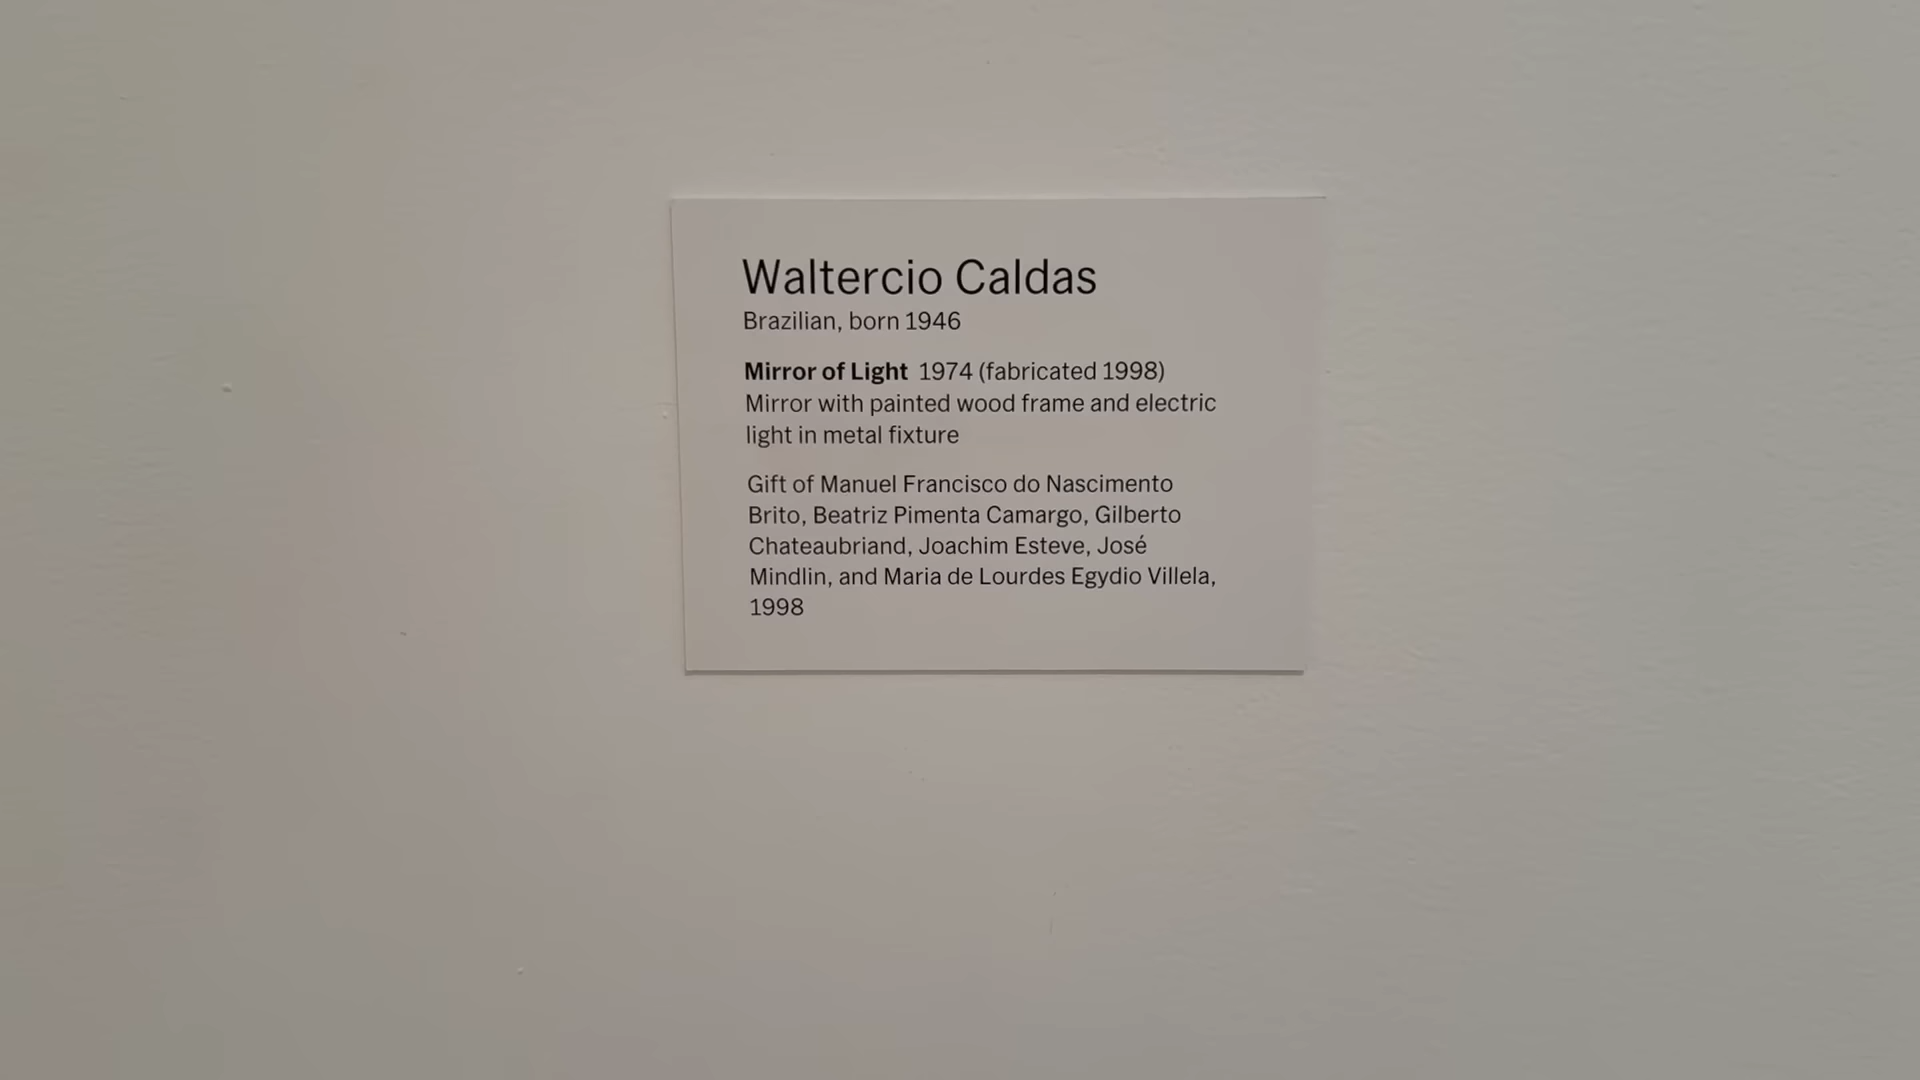 Waltercio Caldas
Brazilian, born 1946
Mirror of Light 1974 (fabricated 1998)
Mirror with painted wood frame and electric
light in metal fixture
Gift of Manuel Francisco do Nascimento
Brito, Beatriz Pimenta Camargo, Gilberto
Chateaubriand, Joachim Esteve, José
Mindlin, and Maria de Lourdes Egydio Villela,
1998